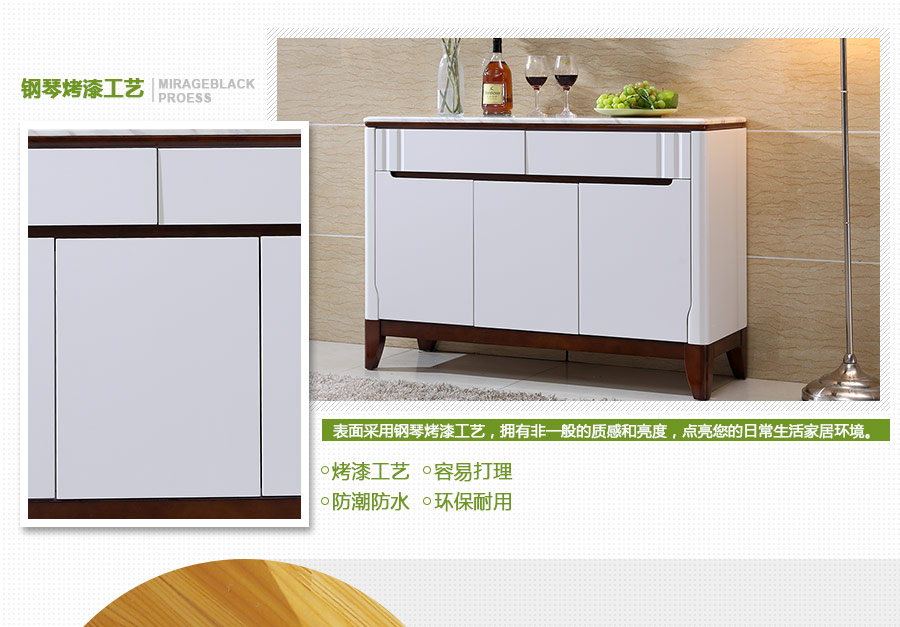 钢琴烤漆工艺
MIRAGEBLACK
PROESS
表面采用钢琴烤漆工艺，拥有非一般的质感和亮度，点亮您的日常生活家居环境。
烤漆工艺 容易打理
防潮防水 环保耐用